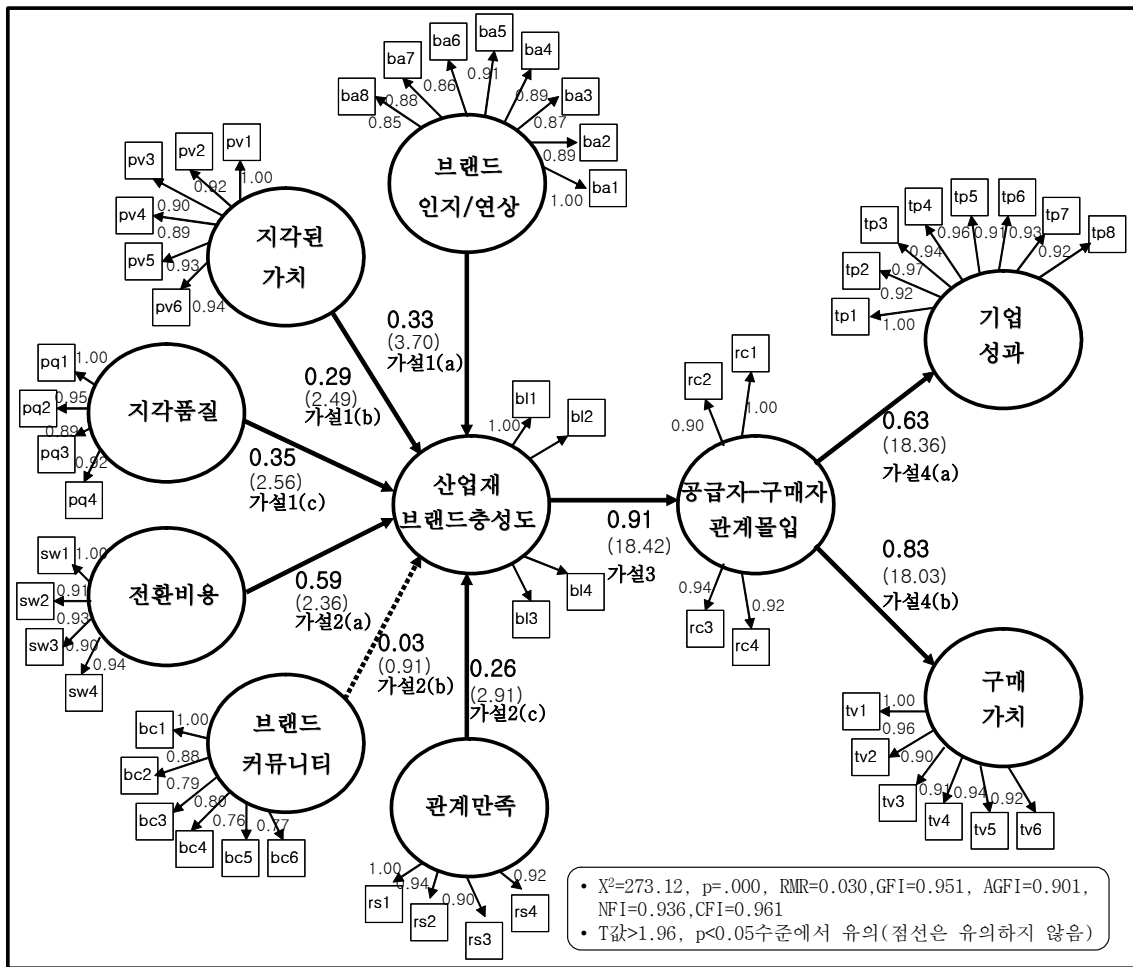 ba8
0.85
ba7
0.88
ba6
0.86
ba5
0.91
ba4
0.89
ba3
0.87
ba2
0.89
ba1
1.00
브랜드
인지/연상
pv1
1.00
pv2
0.92
pv3
0.90
pv4
0.89
pv5
0.93
pv6
0.94
지각된
가치
pq1
1.00
pq2
0.95
pq3
0.89
pq4
0.92
지각품질
sw1
1.00
sw2
0.91
sw3
0.93
0.90
sw4
0.94
전환비용
bc1
1.00
bc2
0.88
bc3
0.79
bc4
0.80
bc5
0.76
bc6
0.77
브랜드
커뮤니티
관계만족
rs1
1.00
rs2
0.94
rs3
0.90
rs4
0.92
0.33
(3.70)
가설1(a)
0.29
(2.49)
가설1(b)
0.35
(2.56)
가설1(c)
0.59
(2.36)
가설2(a)
0.03
(0.91)
가설2(b)
0.26
(2.91)
가설2(c)
산업재
브랜드충성도
bl1
1.00
bl2
bl3
bl4
0.91
(18.42)
가설3
공급자-구매자
관계몰입
rc1
1.00
rc2
0.90
rc3
0.94
rc4
0.92
0.63
(18.36)
가설4(a)
0.83
(18.03)
가설4(b)
기업
성과
tp1
1.00
tp2
0.92
tp3
0.97
0.94
tp4
0.96
tp5
0.91
tp6
0.93
tp7
0.92
tp8
구매
가치
tv1
1.00
tv2
0.96
tv3
0.90
tv4
0.91
tv5
0.94
tv6
0.92
• X²=273.12, p=.000, RMR=0.030,GFI=0.951, AGFI=0.901,
NFI=0.936,CFI=0.961
• T값>1.96, p<0.05수준에서 유의(점선은 유의하지 않음)